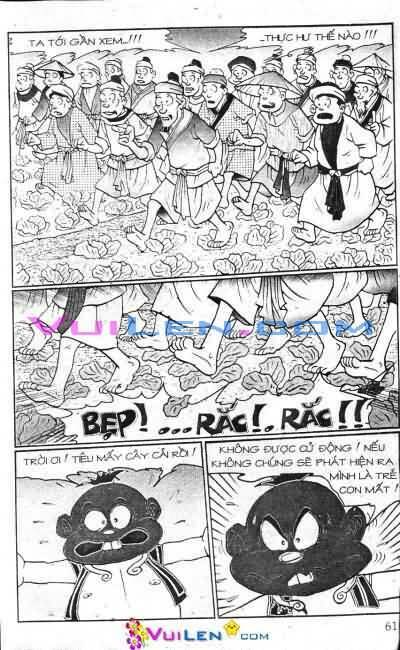 TA TỚI GẦN XEM...!!!
...THỰC HƯ THẾ NÀO!!!
VUILEN.COM
BẸP! ...RẮC!. RẮC!!
TRỜI ƠI! TIÊU MẤY CÂY CẢI RỒI!
KHÔNG ĐƯỢC CỬ ĐỘNG! NẾU
KHÔNG CHÚNG SẼ PHÁT HIỆN RA
MÌNH LÀ TRẺ
CON MẤT!
61
VUILEN.COM